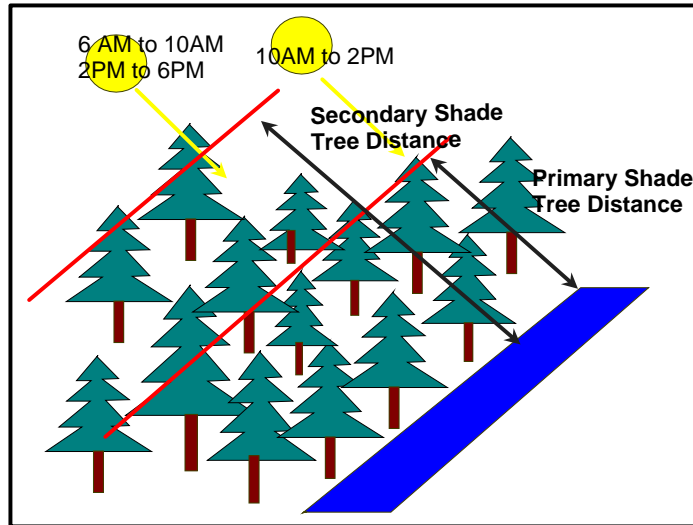 6 AM to 10AM
2PM to 6PM
10AM to 2PM
Secondary Shade
Tree Distance
Primary Shade
Tree Distance